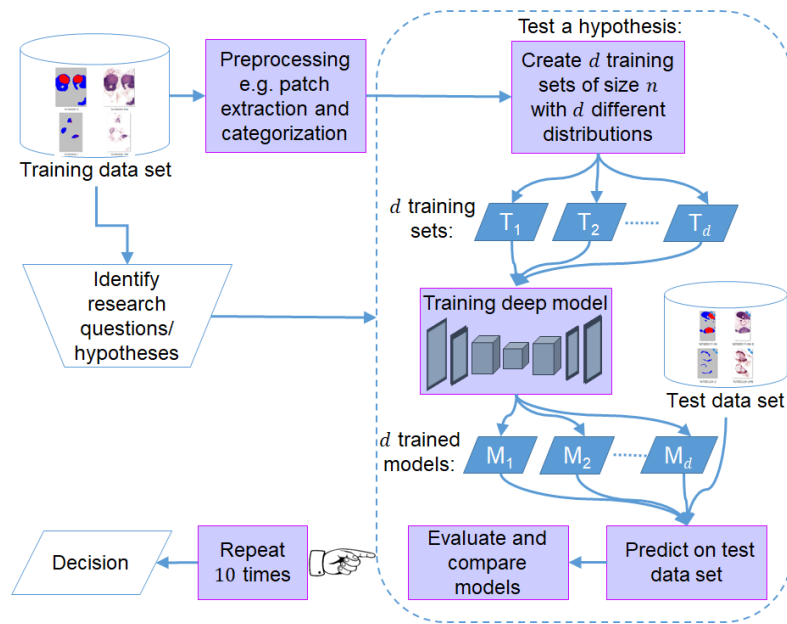 Test a hypothesis:
Preprocessing
e.g. patch
extraction and
categorization
Create d training
sets of size n
with d different
distributions
Training data set
d training
sets:
T1
T2
Td
Identify
research
questions/
hypotheses
Training deep model
Test data set
d trained
models:
M1
M2
Md
Decision
Repeat
10 times
Evaluate and
compare
models
Predict on test
data set